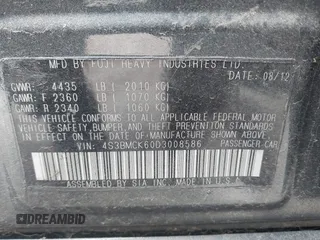 MFD BY FUJI HEAVY INDUSTRIES LTD.
DATE: 08/12
GVWR: 4435 LB ( 2010 KG)
GAWR: F 2360 LB ( 1070 KG)
GAWR: R 2340 LB ( 1060 KG)
THIS VEHICLE CONFORMS TO ALL APPLICABLE FEDERAL MOTOR
VEHICLE SAFETY, BUMPER, AND THEFT PREVENTION STANDARDS
IN EFFECT ON THE DATE OF MANUFACTURE SHOWN ABOVE.
VIN: 4S3BMCK60D3008586 PASSENGER CAR
ASSEMBLED BY SIA INC. MADE IN U.S.A.
AUTOBIDMASTER